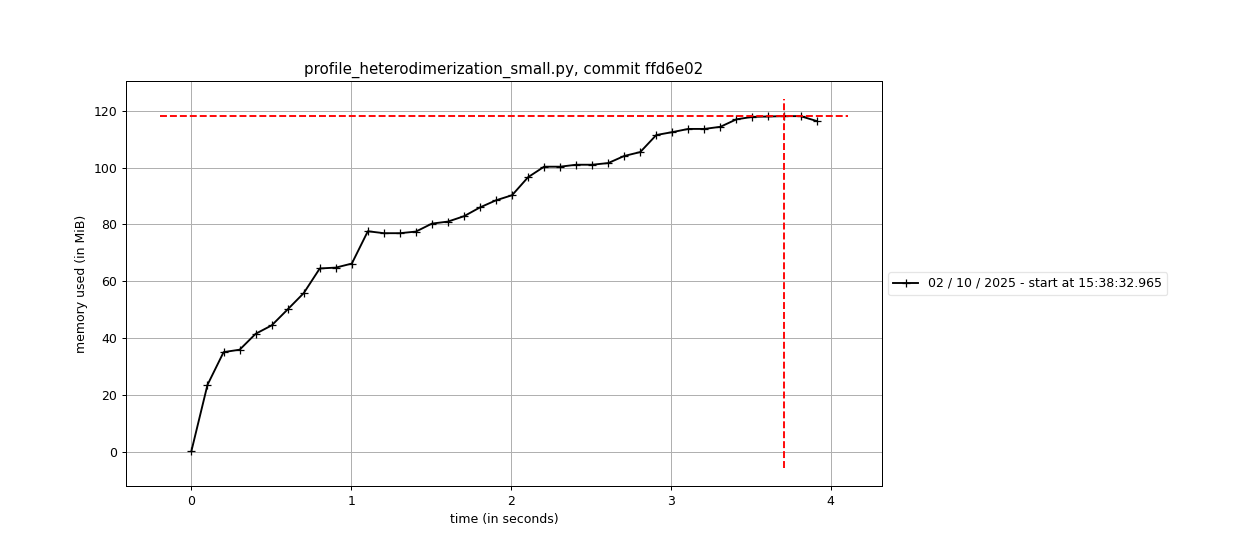 profile_heterodimerization_small.py, commit ffd6e02
120
100
80
60
40
20
0
memory used (in MiB)
0 1 2 3 4
time (in seconds)
02 / 10 / 2025 - start at 15:38:32.965